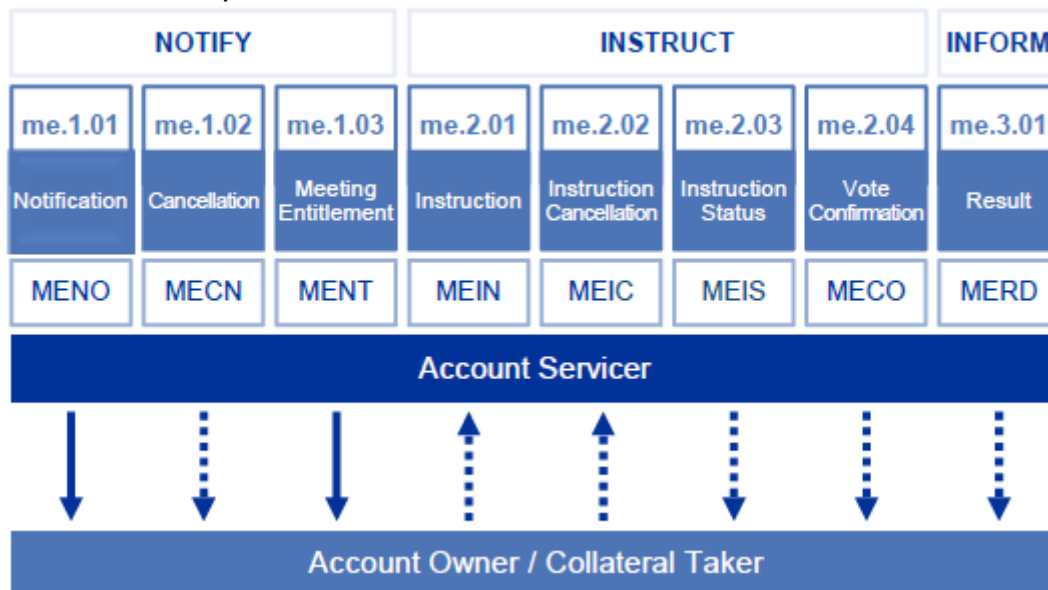 NOTIFY INSTRUCT INFORM
me.1.01 me.1.02 me.1.03 me.2.01 me.2.02 me.2.03 me.2.04 me.3.01
Notification
Cancellation
Meeting
Entitlement
Instruction
Instruction
Cancellation
Instruction
Status
Vote
Confirmation
Result
MENO MECN MENT MEIN MEIC MEIS MECO MERD
Account Servicer
Account Owner / Collateral Taker